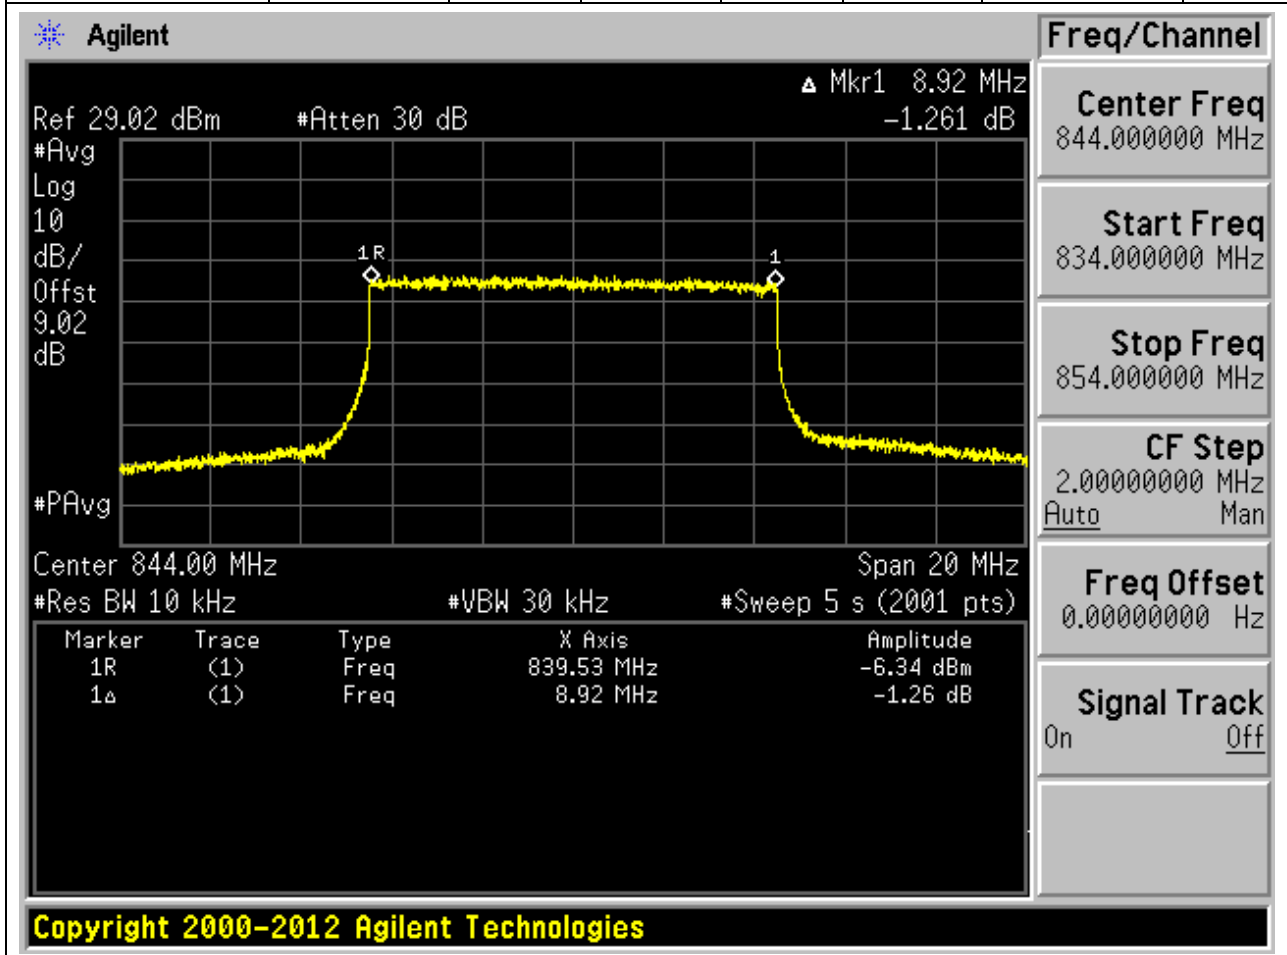 Agilent
Freq/Channel
▵ Mkr1 8.92 MHz
Ref 29.02 dBm #Atten 30 dB −1.261 dB
#Avg
Log
10
dB/
Offst
9.02
dB
1R
1
#PAvg
Center 844.00 MHz Span 20 MHz
#Res BW 10 kHz #VBW 30 kHz #Sweep 5 s (2001 pts)
Marker Trace Type X Axis Amplitude
1R (1) Freq 839.53 MHz −6.34 dBm
1▵ (1) Freq 8.92 MHz −1.26 dB
Center Freq
844.000000 MHz
Start Freq
834.000000 MHz
Stop Freq
854.000000 MHz
CF Step
2.00000000 MHz
Auto Man
Freq Offset
0.00000000 Hz
Signal Track
On Off
Copyright 2000–2012 Agilent Technologies